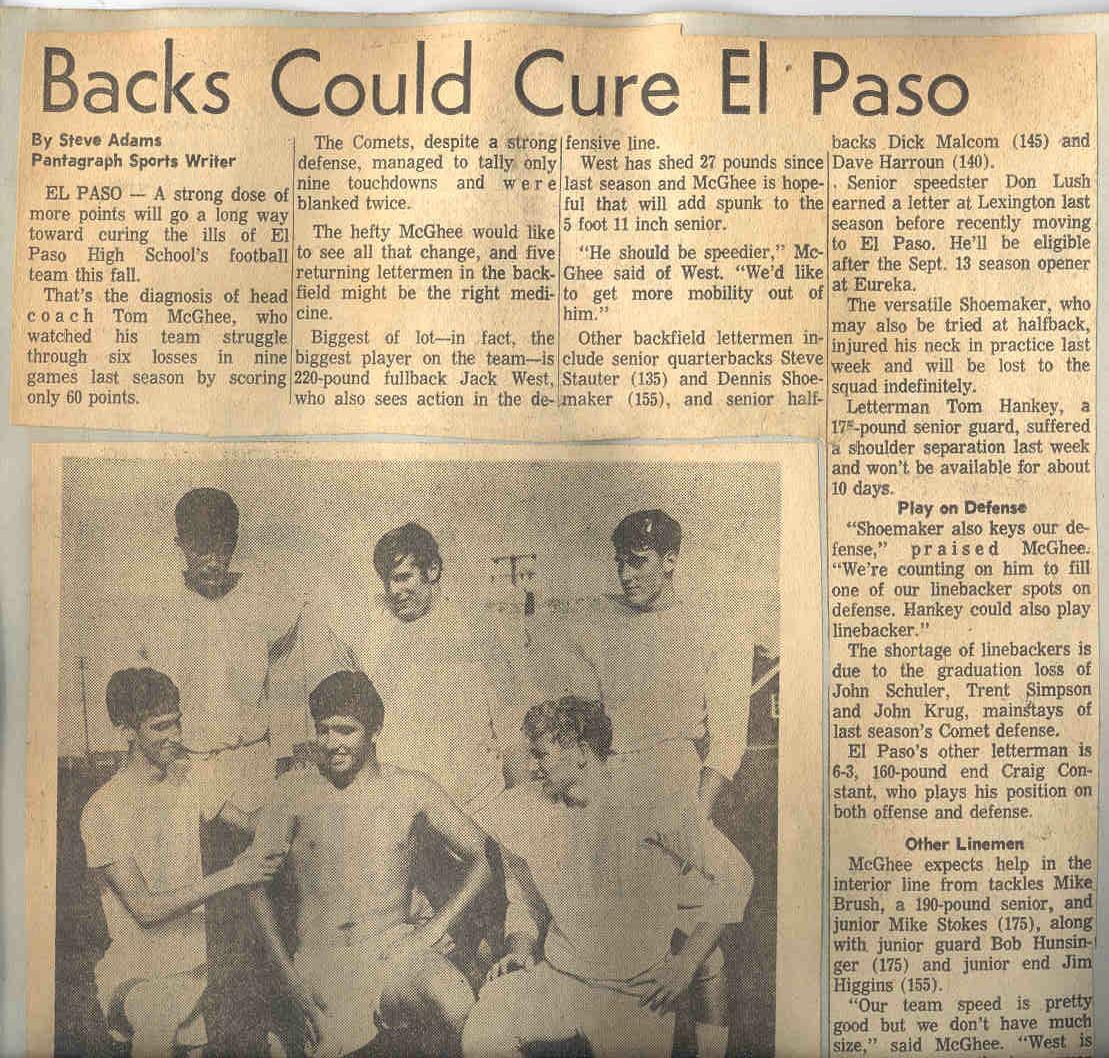 Backs Could Cure El Paso
By Steve Adams
Pantagraph Sports Writer
EL PASO — A strong dose of
more points will go a long way
toward curing the ills of El
Paso High School's football
team this fall.
That's the diagnosis of head
coach Tom McGhee, who
watched his team struggle
through six losses in nine
games last season by scoring
only 60 points.
The Comets, despite a strong
defense, managed to tally only
nine touchdowns and were
blanked twice.
The hefty McGhee would like
to see all that change, and five
returning lettermen in the back-
field might be the right medi-
cine.
Biggest of lot—in fact, the
biggest player on the team—is
220-pound fullback Jack West,
who also sees action in the de-
fensive line.
West has shed 27 pounds since
last season and McGhee is hope-
ful that will add spunk to the
5 foot 11 inch senior.
"He should be speedier," Mc-
Ghee said of West. "We'd like
to get more mobility out of
him."
Other backfield lettermen in-
clude senior quarterbacks Steve
Stauter (135) and Dennis Shoe-
maker (155), and senior half-
backs Dick Malcom (145) and
Dave Harroun (140).
Senior speedster Don Lush
earned a letter at Lexington last
season before recently moving
to El Paso. He'll be eligible
after the Sept. 13 season opener
at Eureka.
The versatile Shoemaker, who
may also be tried at halfback,
injured his neck in practice last
week and will be lost to the
squad indefinitely.
Letterman Tom Hankey, a
senior guard, suffered
a shoulder separation last week
and won't be available for about
10 days.
Play on Defense
"Shoemaker also keys our de-
fense," praised McGhee.
"We're counting on him to fill
one of our linebacker spots on
defense. Hankey could also play
linebacker."
The shortage of linebackers is
due to the graduation loss of
John Schuler, Trent Simpson
and John Krug, mainstays of
last season's Comet defense.
El Paso's other letterman is
6-3, 160-pound end Craig Con-
stant, who plays his position on
both offense and defense.
Other Linemen
McGhee expects help in the
interior line from tackles Mike
Brush, a 190-pound senior, and
junior Mike Stokes (175), along
with junior guard Bob Hunsin-
ger (175) and junior end Jim
Higgins (155).
"Our team speed is pretty
good but we don't have much
size," said McGhee. "West is